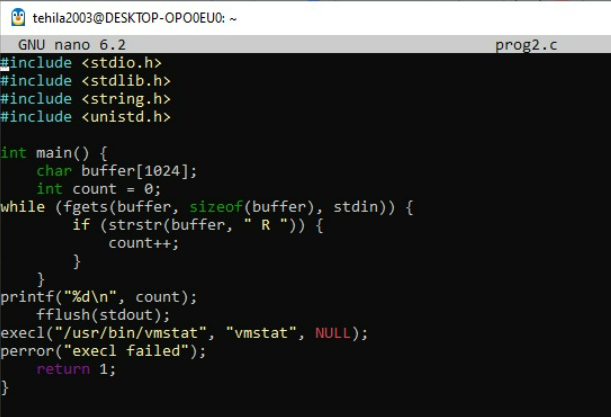 tehila2003@DESKTOP-OPO0EU0: ~
GNU nano 6.2 prog2.c
#include <stdio.h>
#include <stdlib.h>
#include <string.h>
#include <unistd.h>

int main() {
    char buffer[1024];
    int count = 0;
while (fgets(buffer, sizeof(buffer), stdin)) {
        if (strstr(buffer, " R ")) {
            count++;
        }
    }
printf("%d\n", count);
    fflush(stdout);
execl("/usr/bin/vmstat", "vmstat", NULL);
perror("execl failed");
    return 1;
}